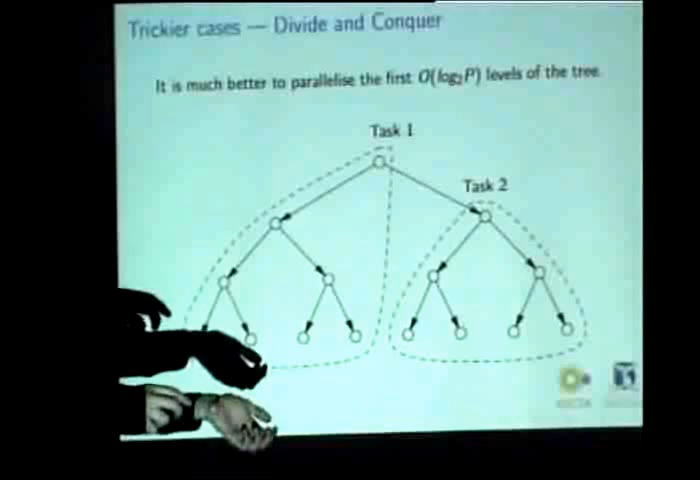 Trickier cases — Divide and Conquer
It is much better to parallelise the first O(log₂P) levels of the tree.
Task 1
Task 2